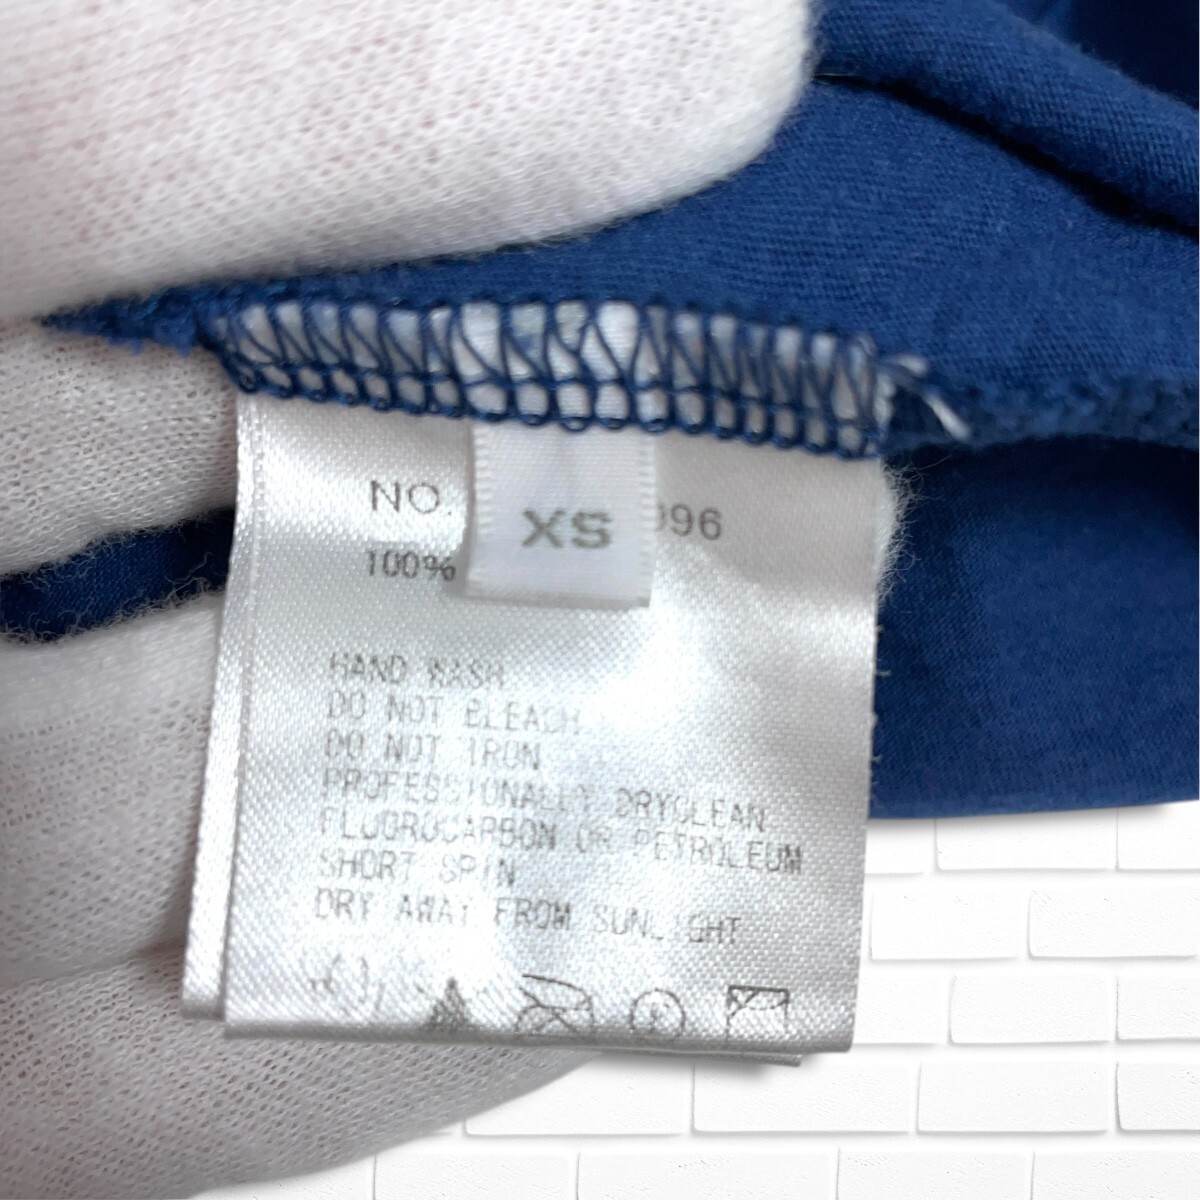 NO. 096
XS
100%
HAND WASH
DO NOT BLEACH
DO NOT IRON
PROFESSIONALLY DRYCLEAN
FLUOROCARBON OR PETROLEUM
SHORT SPIN
DRY AWAY FROM SUNLIGHT